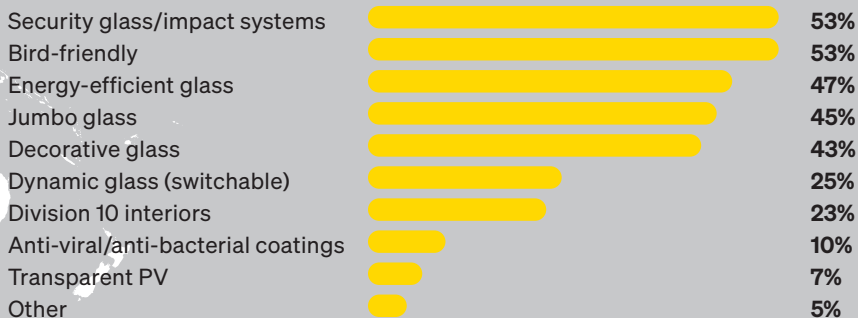 Security glass/impact systems 53%
Bird-friendly 53%
Energy-efficient glass 47%
Jumbo glass 45%
Decorative glass 43%
Dynamic glass (switchable) 25%
Division 10 interiors 23%
Anti-viral/anti-bacterial coatings 10%
Transparent PV 7%
Other 5%